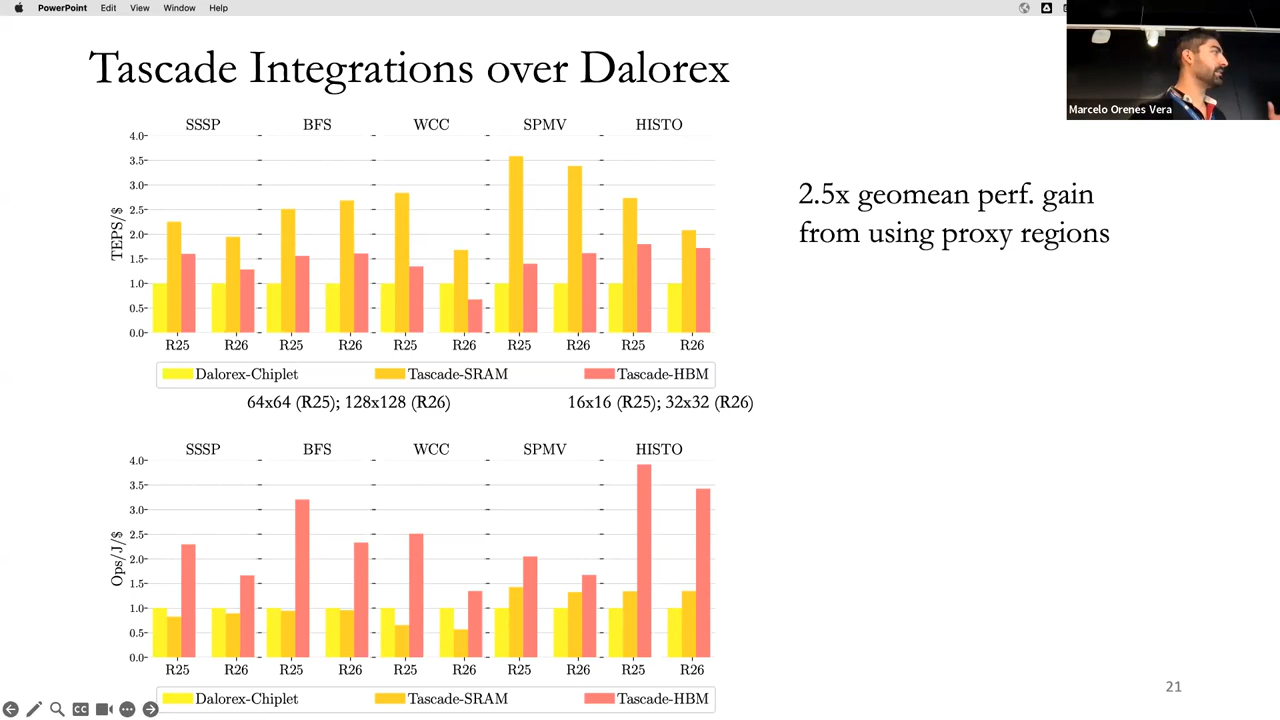 PowerPoint Edit View Window Help
Tascade Integrations over Dalorex
Marcelo Orenes Vera
2.5x geomean perf. gain
from using proxy regions
SSSP BFS WCC SPMV HISTO
TEPS/$
4.0
3.5
3.0
2.5
2.0
1.5
1.0
0.5
0.0
R25 R26 R25 R26 R25 R26 R25 R26 R25 R26
Dalorex-Chiplet Tascade-SRAM Tascade-HBM
64x64 (R25); 128x128 (R26) 16x16 (R25); 32x32 (R26)
SSSP BFS WCC SPMV HISTO
Ops/J/$
4.0
3.5
3.0
2.5
2.0
1.5
1.0
0.5
0.0
R25 R26 R25 R26 R25 R26 R25 R26 R25 R26
Dalorex-Chiplet Tascade-SRAM Tascade-HBM
21
CC